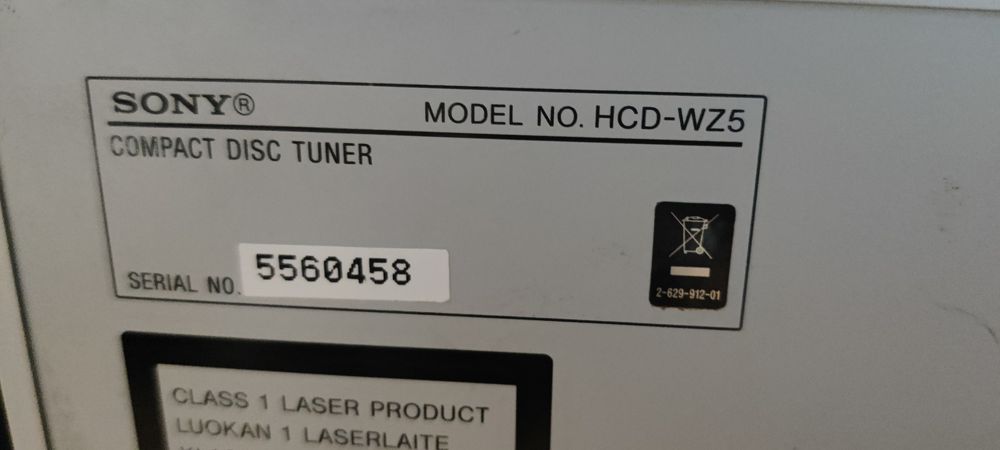 SONY® MODEL NO. HCD-WZ5
COMPACT DISC TUNER
SERIAL NO. 5560458
2-629-912-01
CLASS 1 LASER PRODUCT
LUOKAN 1 LASERLAITE